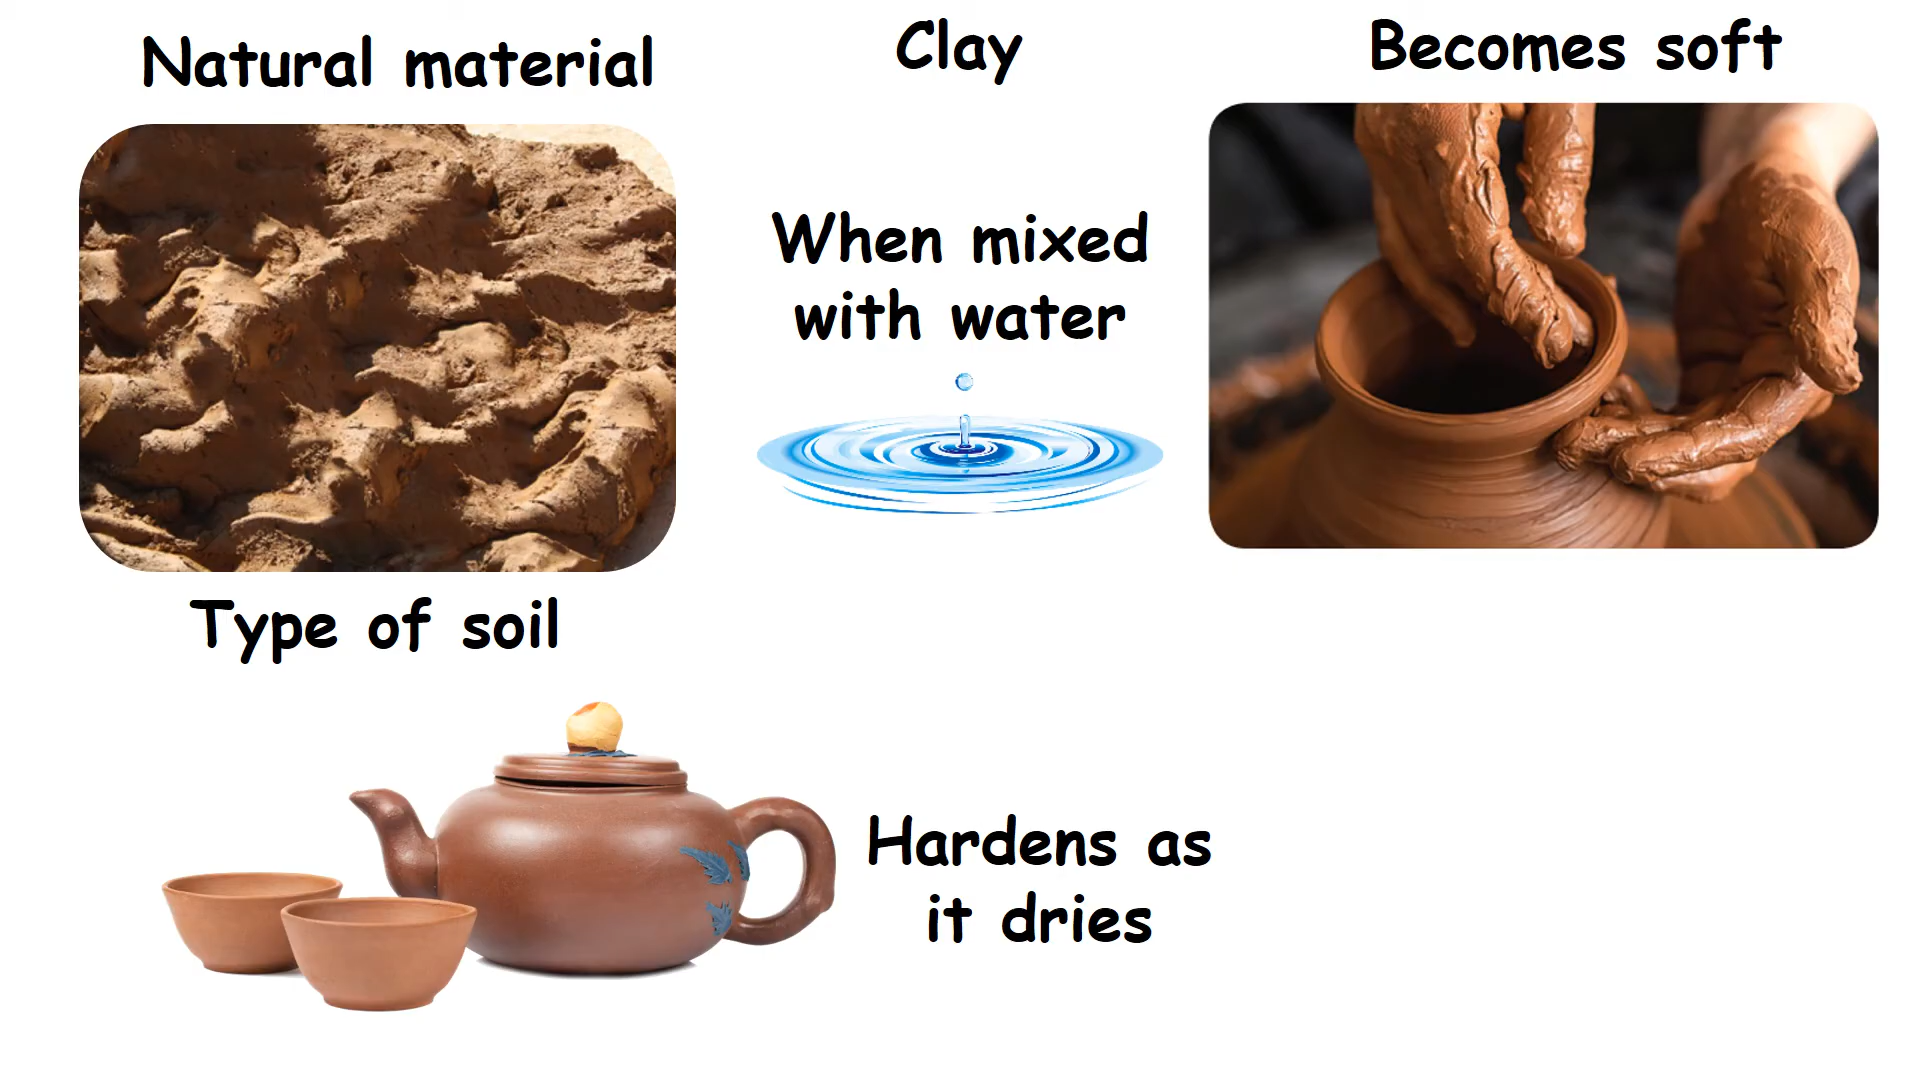 Clay
Natural material
Type of soil
When mixed
with water
Becomes soft
Hardens as
it dries